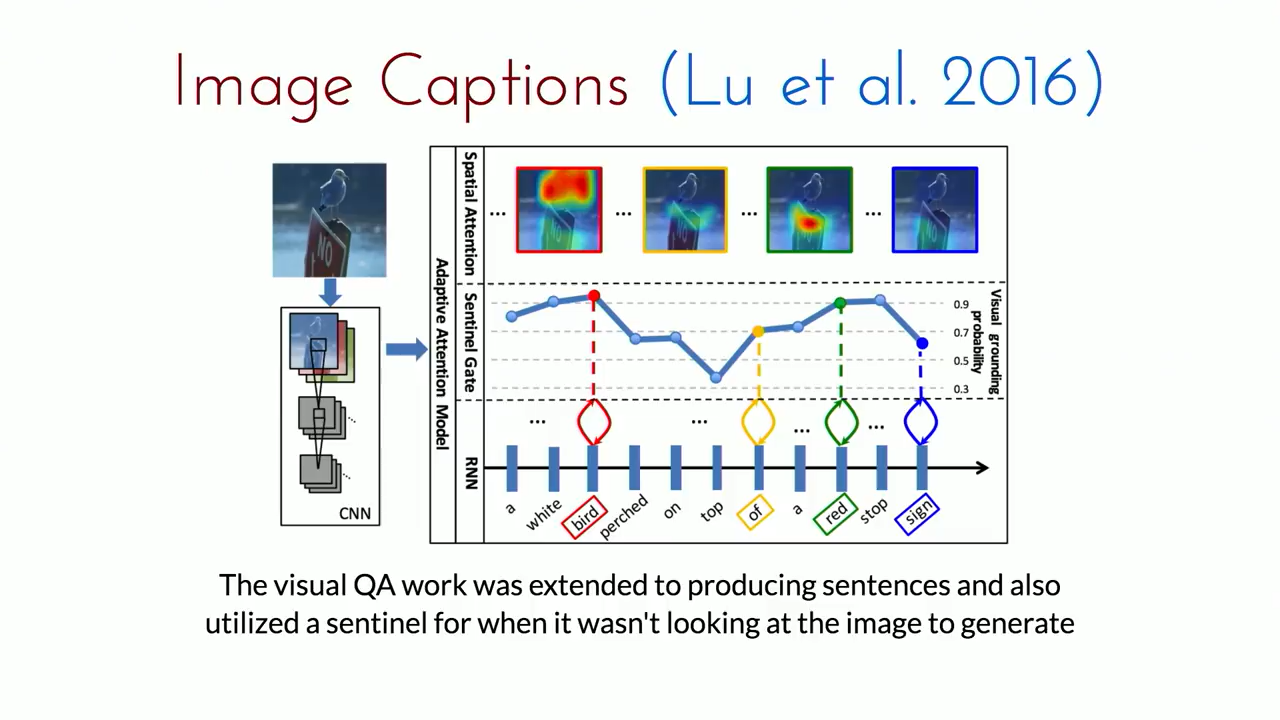 Image Captions (Lu et al. 2016)
NO
Adaptive Attention Model
Spatial Attention
... ... ... ...
NO
Sentinel Gate
0.9
0.7
0.5
0.3
Visual grounding
probability
CNN
RNN
... ... ... ...
a white bird perched on top of a red stop sign
The visual QA work was extended to producing sentences and also
utilized a sentinel for when it wasn't looking at the image to generate